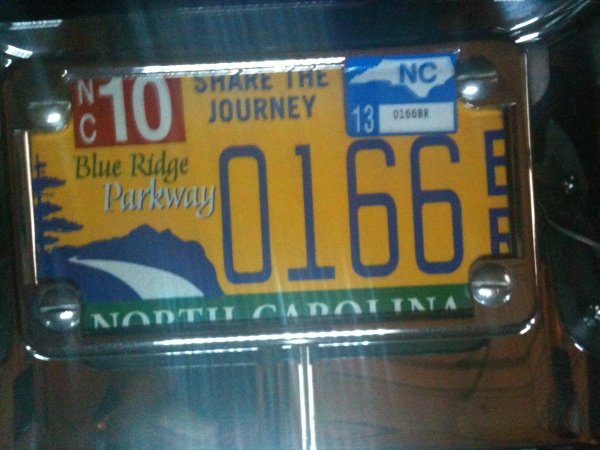 NC 10
SHARE THE
JOURNEY
NC
13 0166BR
Blue Ridge
Parkway
0166
NORTH CAROLINA